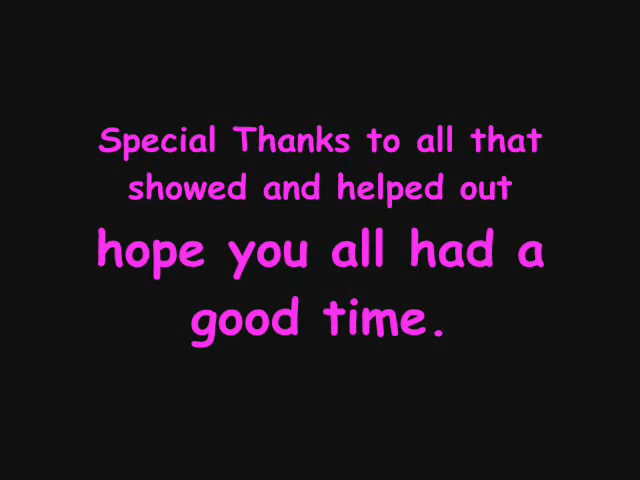 Special Thanks to all that
showed and helped out
hope you all had a
good time.